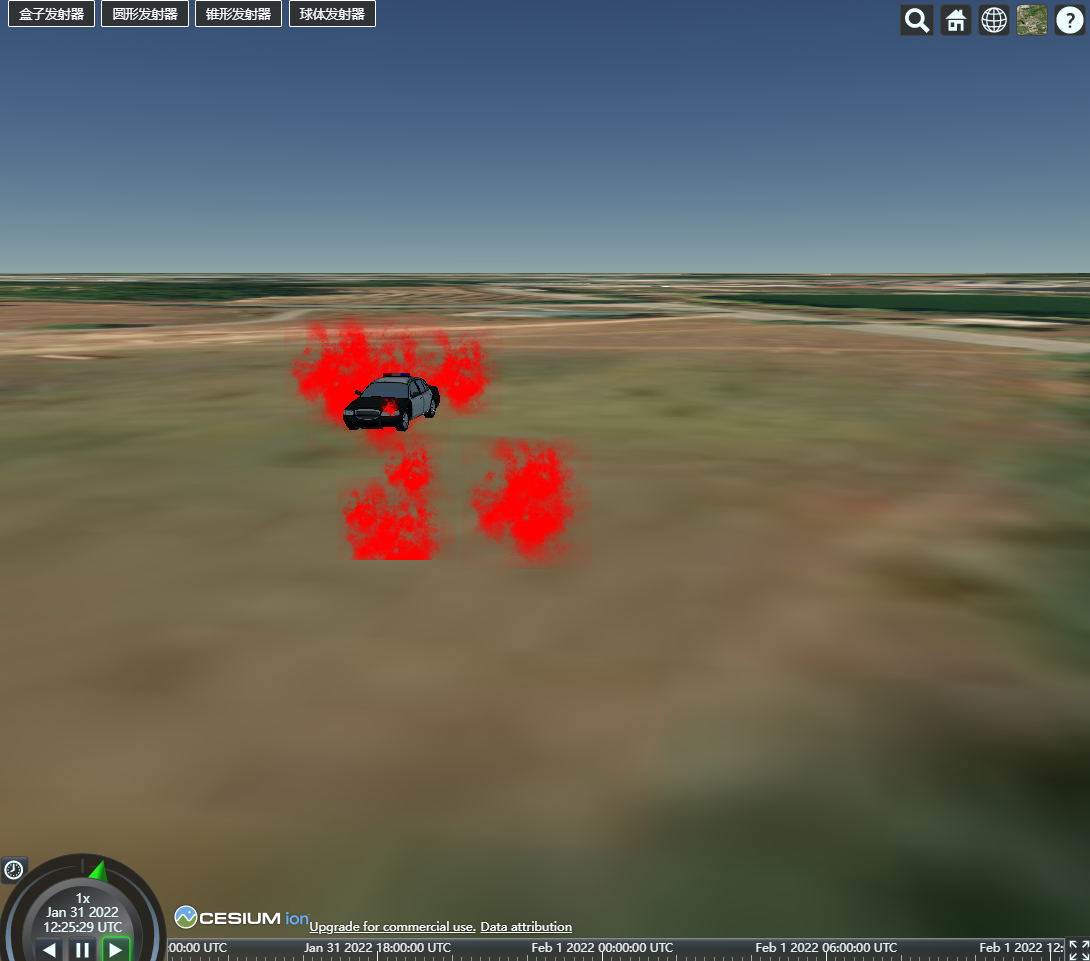 盒子发射器 圆形发射器 锥形发射器 球体发射器
?
1x
Jan 31 2022
12:25:29 UTC
CESIUM ion Upgrade for commercial use. Data attribution
:00:00 UTC Jan 31 2022 18:00:00 UTC Feb 1 2022 00:00:00 UTC Feb 1 2022 06:00:00 UTC Feb 1 2022 12: